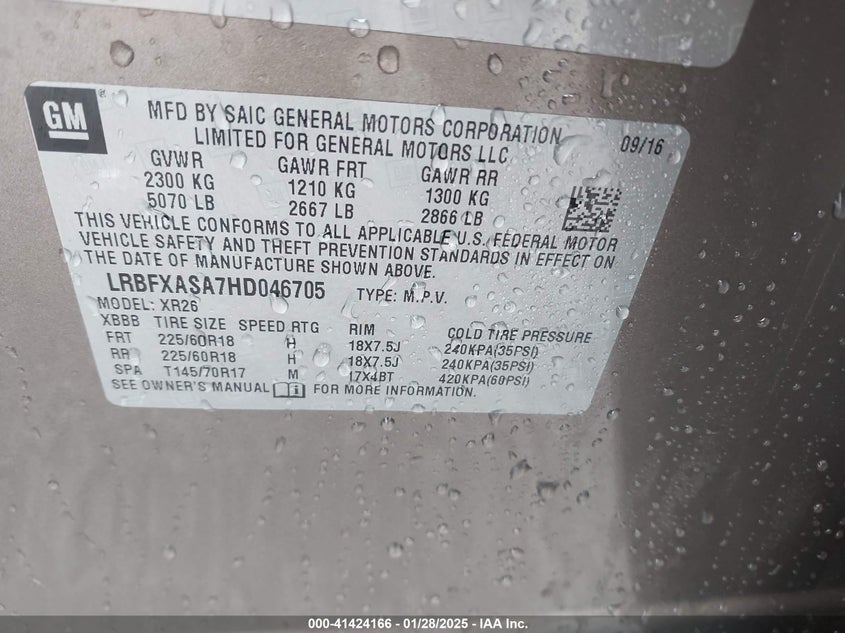 GM
MFD BY SAIC GENERAL MOTORS CORPORATION
LIMITED FOR GENERAL MOTORS LLC
09/16
GVWR GAWR FRT GAWR RR
2300 KG 1210 KG 1300 KG
5070 LB 2667 LB 2866 LB
THIS VEHICLE CONFORMS TO ALL APPLICABLE U.S. FEDERAL MOTOR
VEHICLE SAFETY AND THEFT PREVENTION STANDARDS IN EFFECT ON
THE DATE OF MANUFACTURE SHOWN ABOVE.
LRBFXASA7HD046705 TYPE: M.P.V.
MODEL: XR26
XBBB TIRE SIZE SPEED RTG RIM COLD TIRE PRESSURE
FRT 225/60R18 H 18X7.5J 240KPA(35PSI)
RR 225/60R18 H 18X7.5J 240KPA(35PSI)
SPA T145/70R17 M 17X4BT 420KPA(60PSI)
SEE OWNER'S MANUAL FOR MORE INFORMATION.
000-41424166 - 01/28/2025 - IAA Inc.